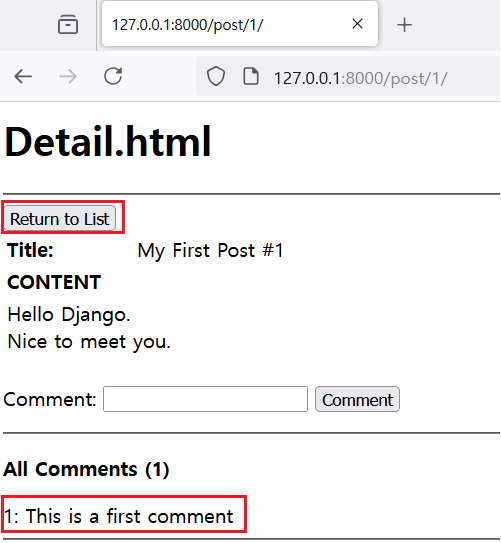 127.0.0.1:8000/post/1/
127.0.0.1:8000/post/1/
Detail.html
Return to List
Title: My First Post #1
CONTENT
Hello Django.
Nice to meet you.
Comment: Comment
All Comments (1)
1: This is a first comment